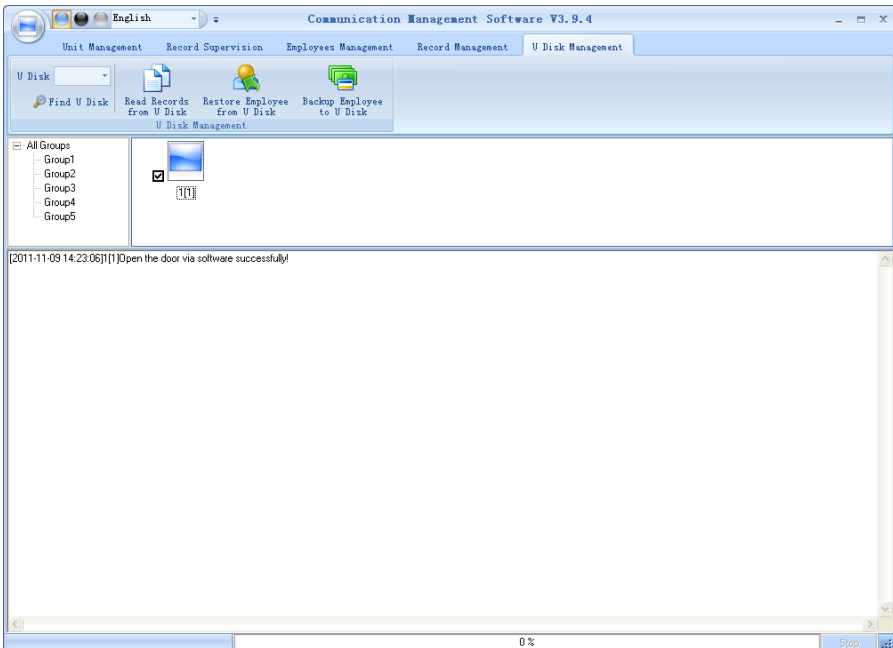 English
Communication Management Software V3.9.4
Unit Management
Record Supervision
Employees Management
Record Management
U Disk Management
U Disk
Find U Disk
Read Records
from U Disk
Restore Employee
from U Disk
Backup Employee
to U Disk
U Disk Management
All Groups
Group1
Group2
Group3
Group4
Group5
1[1]
[2011-11-09 14:23:06]1[1]Open the door via software successfully!
0 %
Stop